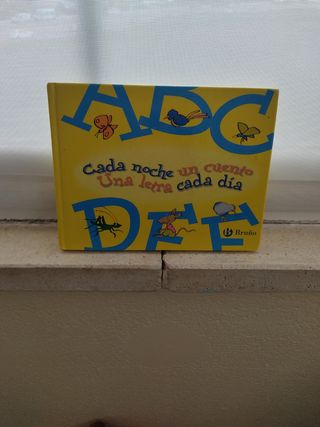 ABC
Cada noche un cuento
Una letra cada día
DEF
Bruño